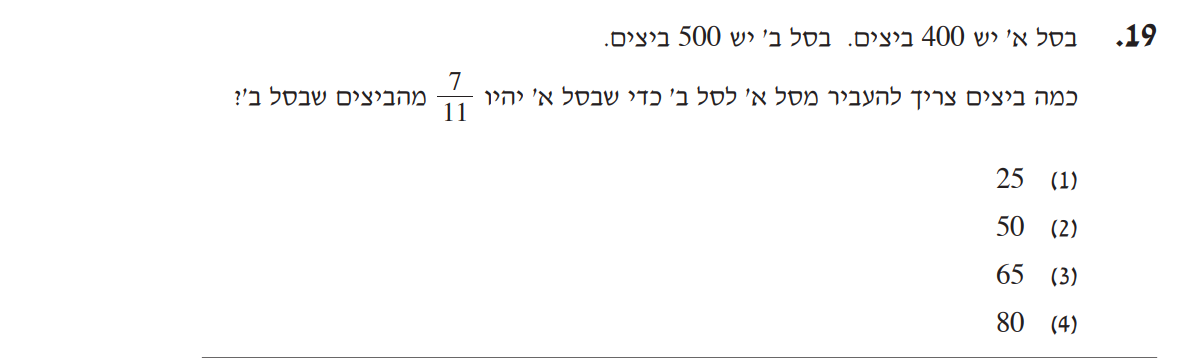 19. בסל א' יש 400 ביצים. בסל ב' יש 500 ביצים.
כמה ביצים צריך להעביר מסל א' לסל ב' כדי שבסל א' יהיו 7/11 מהביצים שבסל ב'?
(1) 25
(2) 50
(3) 65
(4) 80